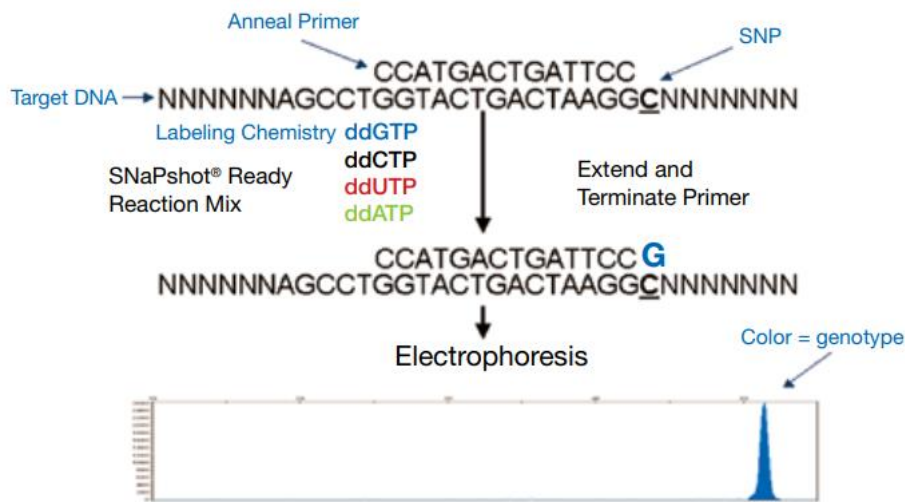 Anneal Primer
SNP
CCATGACTGATTCC
Target DNA
NNNNNNAGCCTGGTACTGACTAAGGCNNNNNNN
Labeling Chemistry ddGTP
ddCTP
ddUTP
ddATP
SNaPshot® Ready
Reaction Mix
Extend and
Terminate Primer
CCATGACTGATTCC G
NNNNNNAGCCTGGTACTGACTAAGGCNNNNNNN
Electrophoresis
Color = genotype